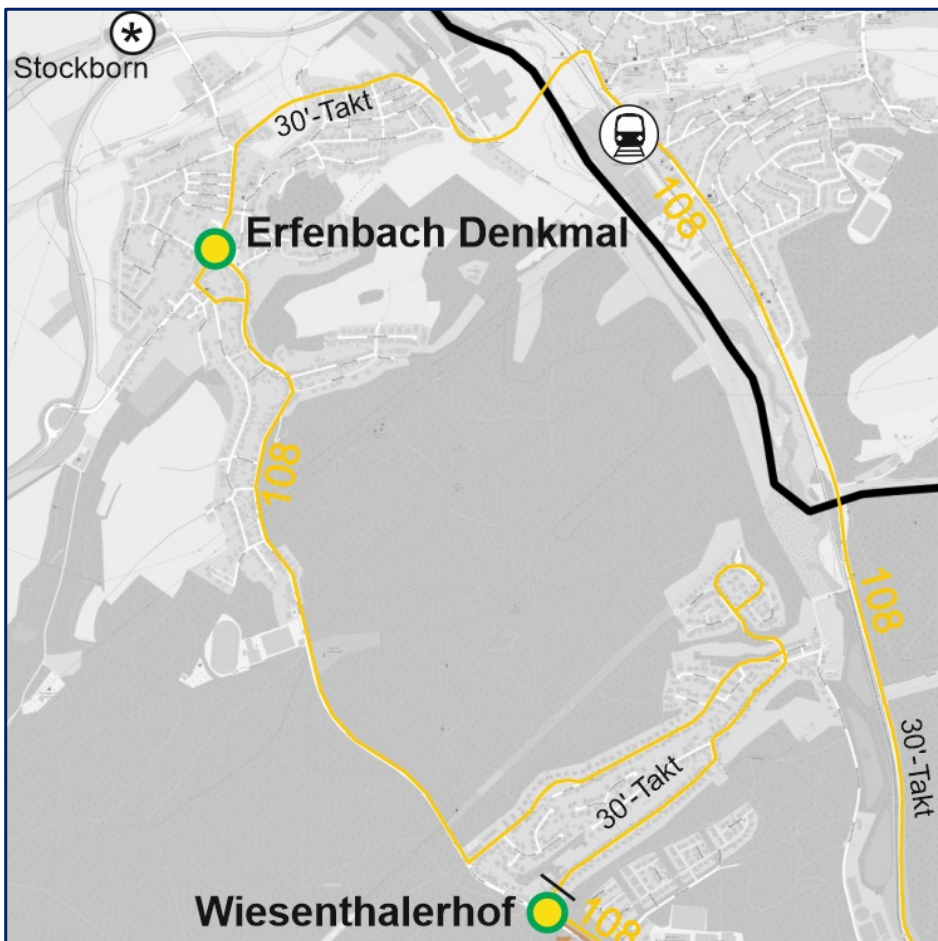 *
Stockborn
30'-Takt
108
Erfenbach Denkmal
108
108
30'-Takt
30'-Takt
Wiesenthalerhof
108